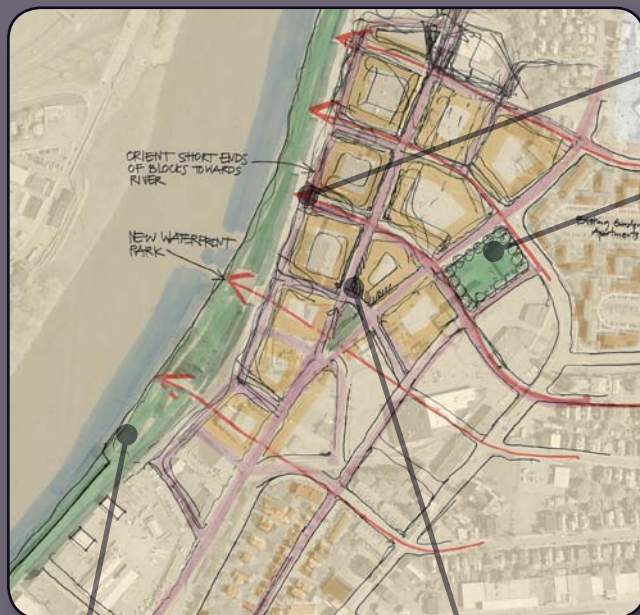 ORIENT SHORT ENDS
OF BLOCKS TOWARDS
RIVER
NEW WATERFRONT
PARK
Existing
Apartments